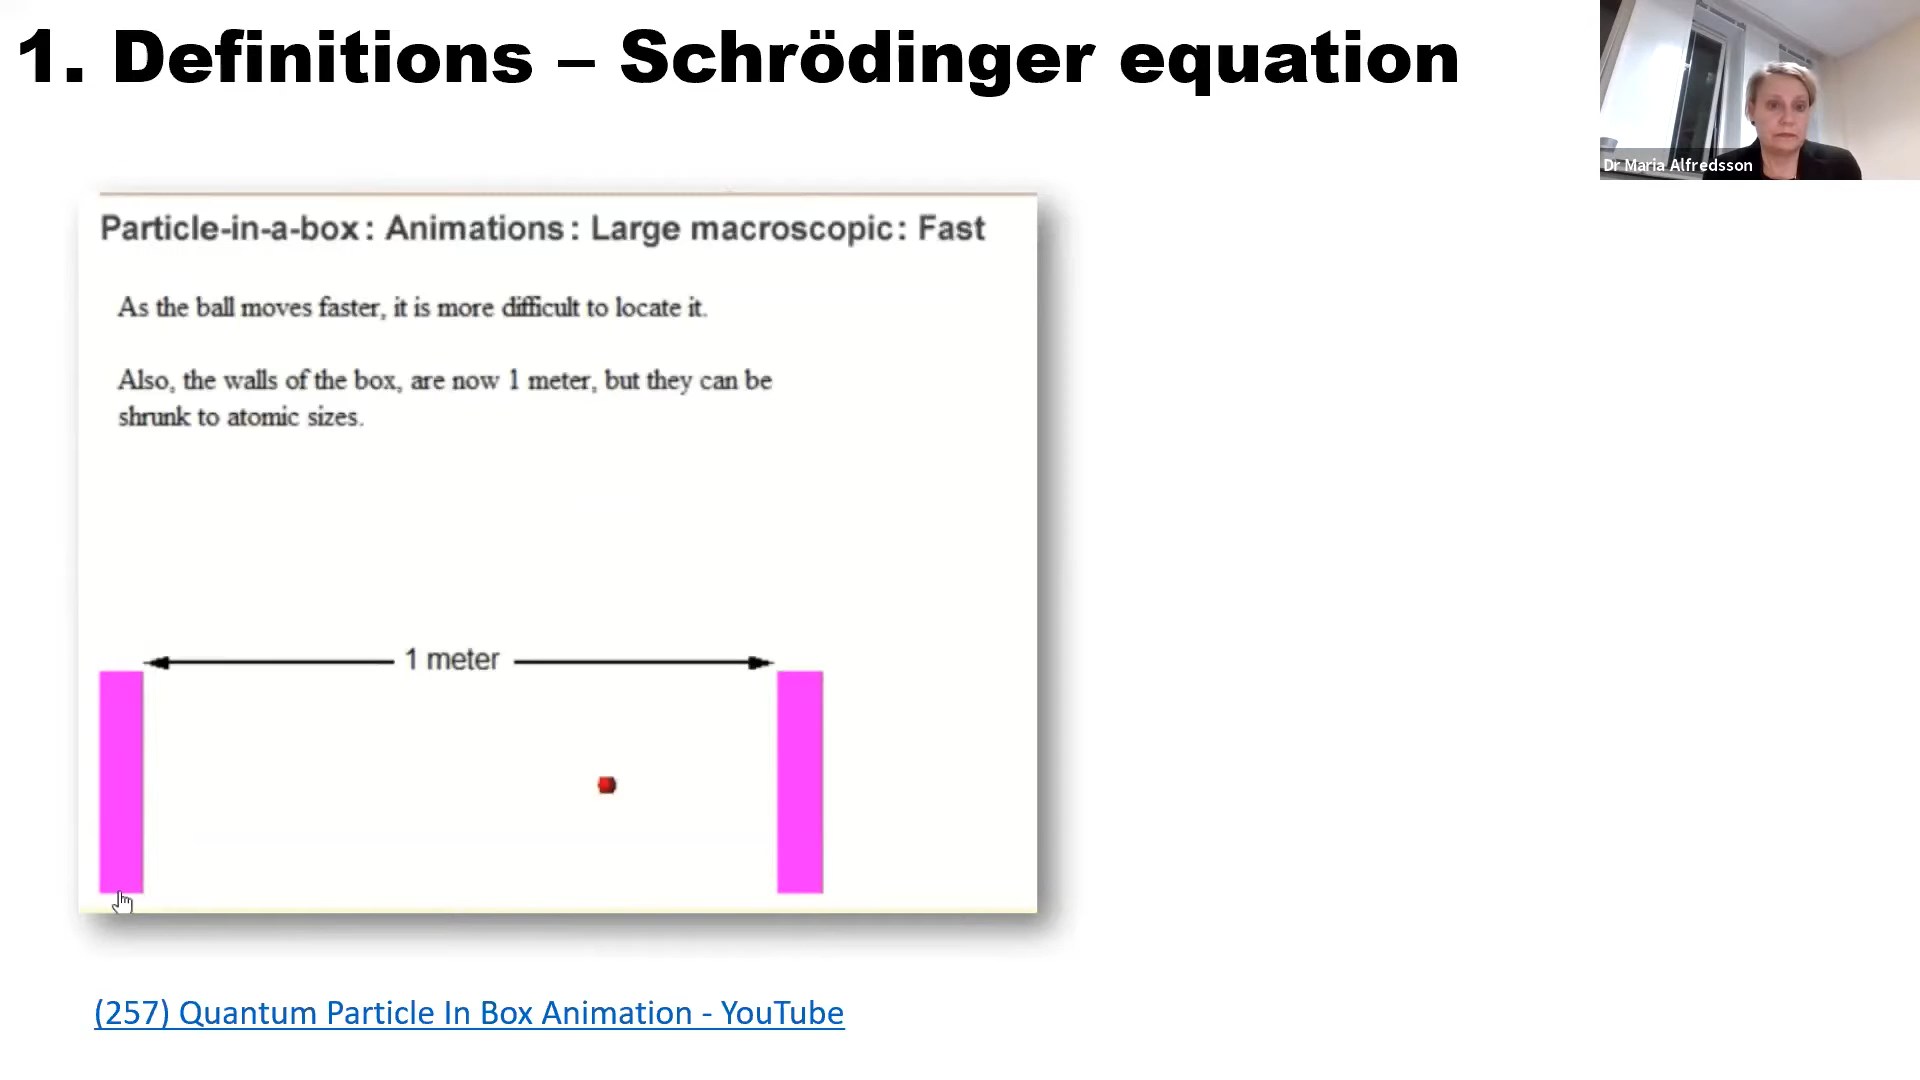 1. Definitions – Schrödinger equation
Dr Maria Alfredsson
Particle-in-a-box: Animations: Large macroscopic: Fast
As the ball moves faster, it is more difficult to locate it.
Also, the walls of the box, are now 1 meter, but they can be
shrunk to atomic sizes.
1 meter
(257) Quantum Particle In Box Animation - YouTube